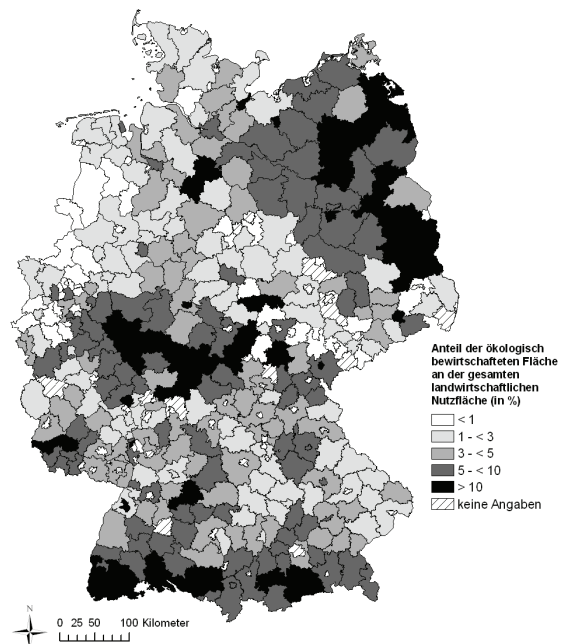 Anteil der ökologisch
bewirtschafteten Fläche
an der gesamten
landwirtschaftlichen
Nutzfläche (in %)
< 1
1 - < 3
3 - < 5
5 - < 10
> 10
keine Angaben
N
0 25 50 100 Kilometer